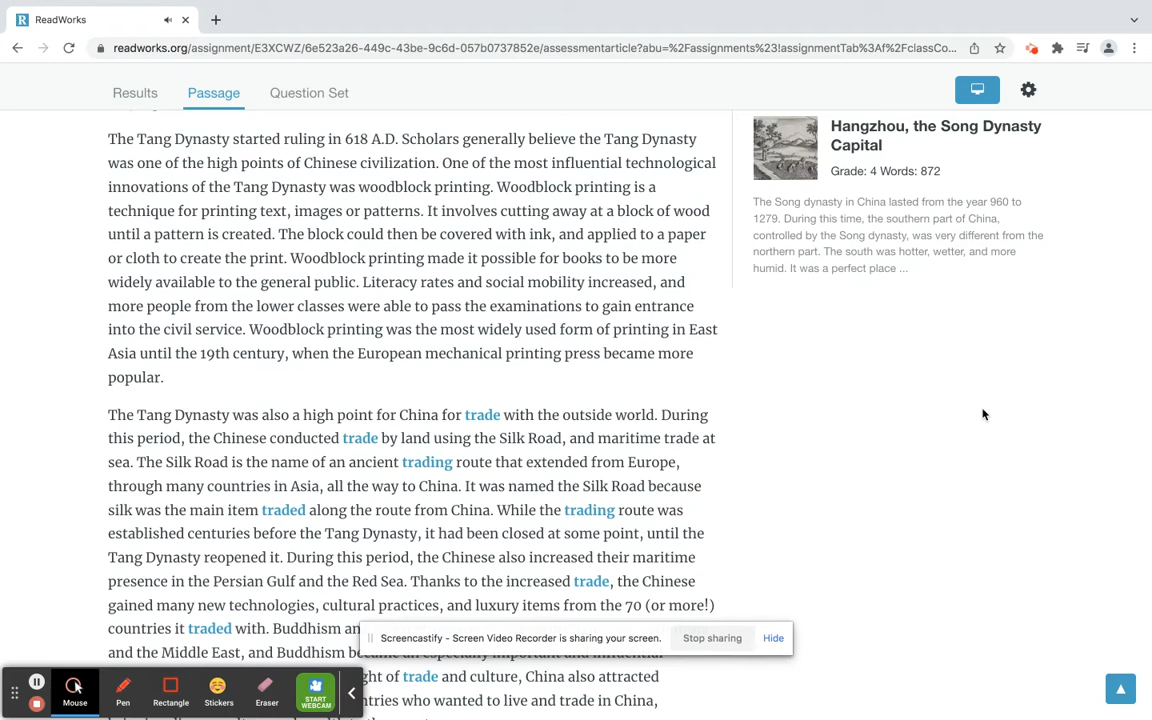 ReadWorks
readworks.org/assignment/E3XCWZ/6e523a26-449c-43be-9c6d-057b0737852e/assessmentarticle?abu=%2Fassignments%23!assignmentTab%3Af%2FclassCo...
Results
Passage
Question Set
The Tang Dynasty started ruling in 618 A.D. Scholars generally believe the Tang Dynasty
was one of the high points of Chinese civilization. One of the most influential technological
innovations of the Tang Dynasty was woodblock printing. Woodblock printing is a
technique for printing text, images or patterns. It involves cutting away at a block of wood
until a pattern is created. The block could then be covered with ink, and applied to a paper
or cloth to create the print. Woodblock printing made it possible for books to be more
widely available to the general public. Literacy rates and social mobility increased, and
more people from the lower classes were able to pass the examinations to gain entrance
into the civil service. Woodblock printing was the most widely used form of printing in East
Asia until the 19th century, when the European mechanical printing press became more
popular.
The Tang Dynasty was also a high point for China for trade with the outside world. During
this period, the Chinese conducted trade by land using the Silk Road, and maritime trade at
sea. The Silk Road is the name of an ancient trading route that extended from Europe,
through many countries in Asia, all the way to China. It was named the Silk Road because
silk was the main item traded along the route from China. While the trading route was
established centuries before the Tang Dynasty, it had been closed at some point, until the
Tang Dynasty reopened it. During this period, the Chinese also increased their maritime
presence in the Persian Gulf and the Red Sea. Thanks to the increased trade, the Chinese
gained many new technologies, cultural practices, and luxury items from the 70 (or more!)
countries it traded with. Buddhism an
and the Middle East, and Buddhism
ght of trade and culture, China also attracted
ntries who wanted to live and trade in China,
Hangzhou, the Song Dynasty
Capital
Grade: 4 Words: 872
The Song dynasty in China lasted from the year 960 to
1279. During this time, the southern part of China,
controlled by the Song dynasty, was very different from the
northern part. The south was hotter, wetter, and more
humid. It was a perfect place ...
Screencastify - Screen Video Recorder is sharing your screen.
Stop sharing
Hide
Mouse
Pen
Rectangle
Stickers
Eraser
START
WEBCAM